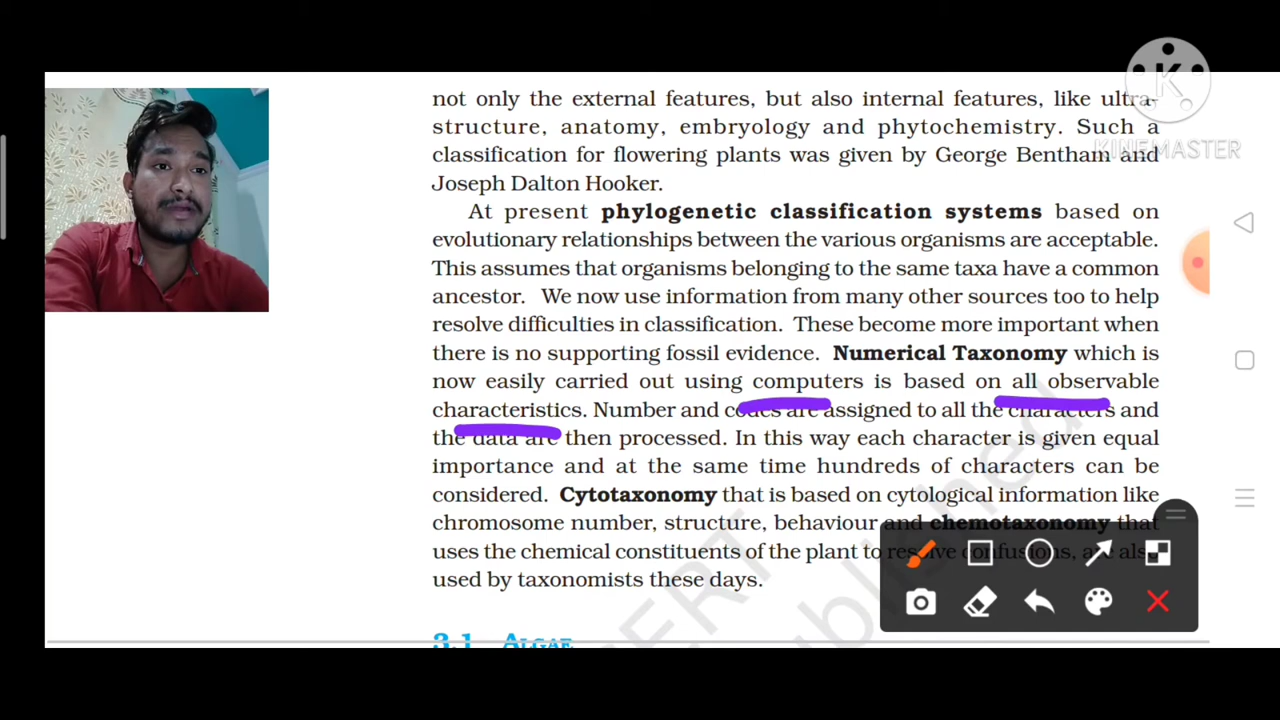 not only the external features, but also internal features, like ultra-
structure, anatomy, embryology and phytochemistry. Such a
classification for flowering plants was given by George Bentham and
Joseph Dalton Hooker.
At present phylogenetic classification systems based on
evolutionary relationships between the various organisms are acceptable.
This assumes that organisms belonging to the same taxa have a common
ancestor. We now use information from many other sources too to help
resolve difficulties in classification. These become more important when
there is no supporting fossil evidence. Numerical Taxonomy which is
now easily carried out using computers is based on all observable
characteristics. Number and codes are assigned to all the characters and
the data are then processed. In this way each character is given equal
importance and at the same time hundreds of characters can be
considered. Cytotaxonomy that is based on cytological information like
chromosome number, structure, behaviour and chemotaxonomy that
uses the chemical constituents of the plant to resolve confusions, are also
used by taxonomists these days.
3.1 ALGAE
K
KINEMASTER